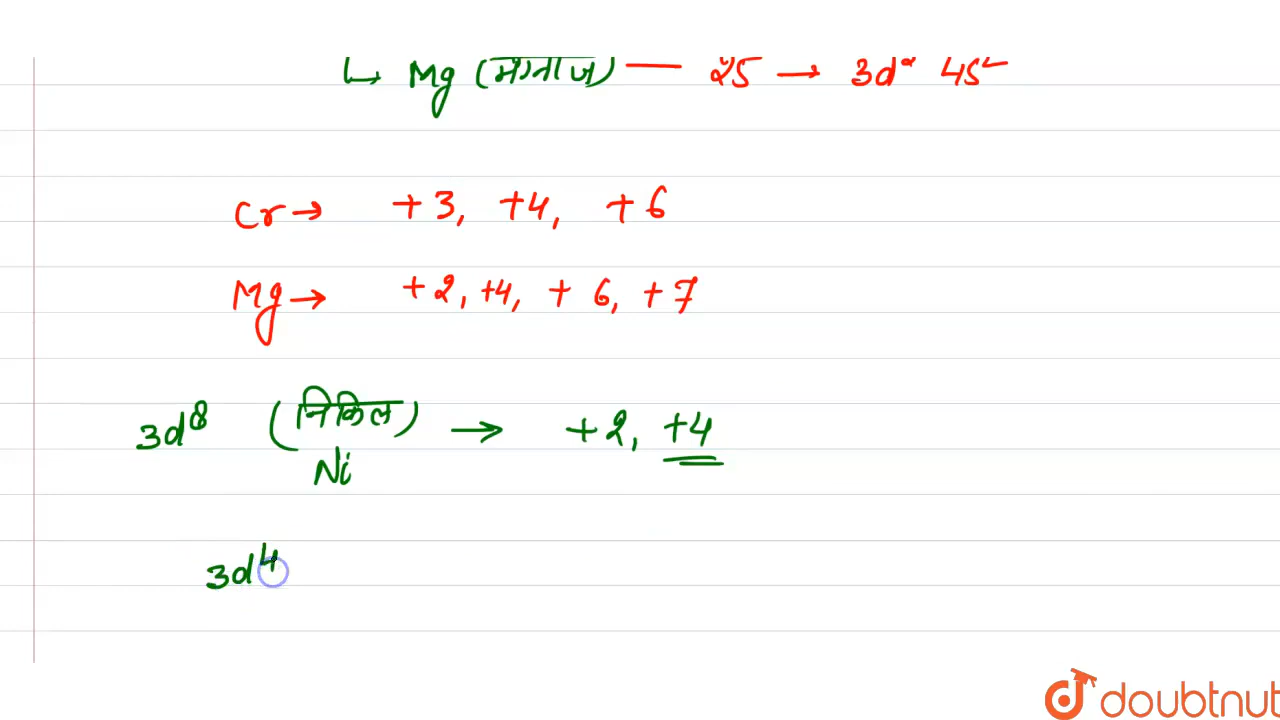 ↳ Mg (मैंगनीज) — 25 → 3d⁵ 4s²
Cr → +3, +4, +6
Mg → +2, +4, +6, +7
3d⁸ (निकिल) → +2, +4
Ni
3d⁴
doubtnut